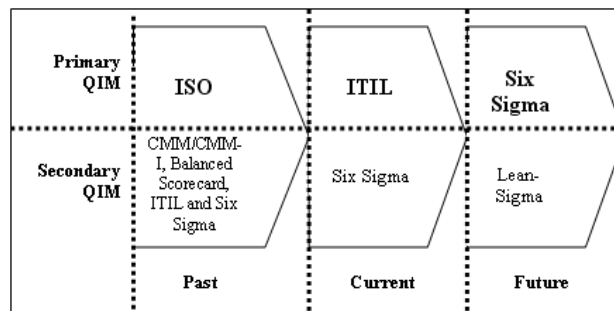 Primary
QIM
ISO
ITIL
Six
Sigma
Secondary
QIM
CMM/CMM-
I, Balanced
Scorecard,
ITIL and Six
Sigma
Six Sigma
Lean-
Sigma
Past
Current
Future